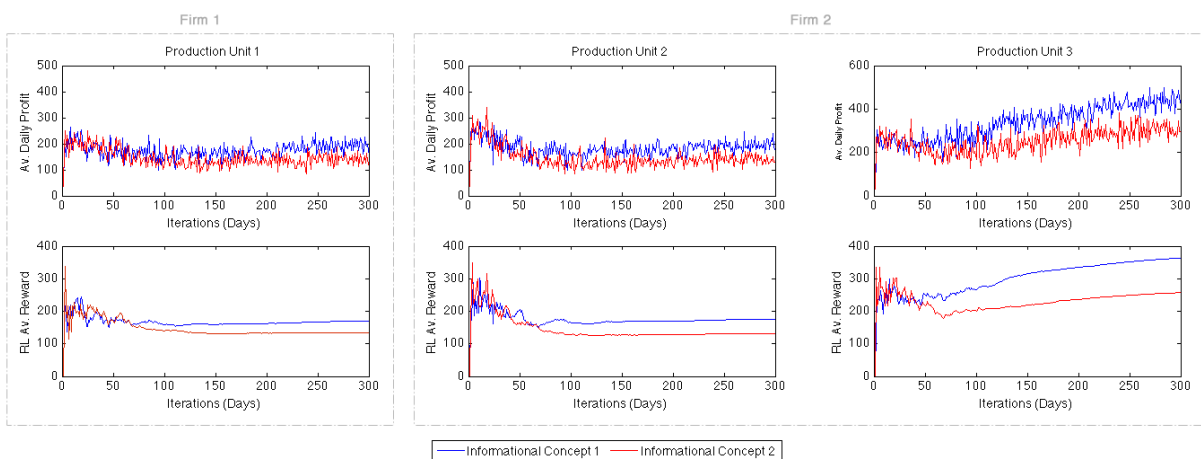 Firm 1
Firm 2
Production Unit 1
500
400
300
200
100
0
Av. Daily Profit
0 50 100 150 200 250 300
Iterations (Days)
400
300
200
100
0
RL Av. Reward
0 50 100 150 200 250 300
Iterations (Days)
Production Unit 2
500
400
300
200
100
0
Av. Daily Profit
0 50 100 150 200 250 300
Iterations (Days)
400
300
200
100
0
RL Av. Reward
0 50 100 150 200 250 300
Iterations (Days)
Production Unit 3
600
400
200
0
Av. Daily Profit
0 50 100 150 200 250 300
Iterations (Days)
400
300
200
100
0
RL Av. Reward
0 50 100 150 200 250 300
Iterations (Days)
Informational Concept 1 Informational Concept 2